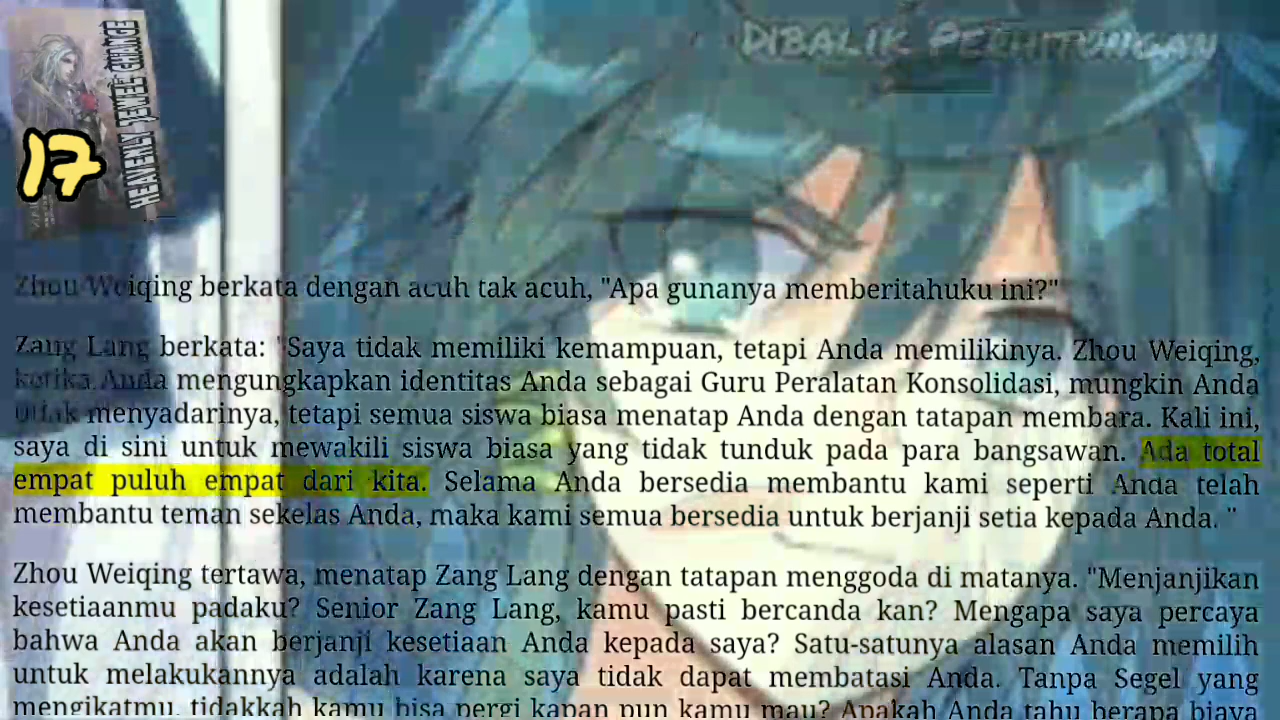 DIBALIK PERHITUNGAN
HEAVENLY JEWEL CHANGE
17
Zhou Weiqing berkata dengan acuh tak acuh, "Apa gunanya memberitahuku ini?"
Zang Lang berkata: "Saya tidak memiliki kemampuan, tetapi Anda memilikinya. Zhou Weiqing,
ketika Anda mengungkapkan identitas Anda sebagai Guru Peralatan Konsolidasi, mungkin Anda
tidak menyadarinya, tetapi semua siswa biasa menatap Anda dengan tatapan membara. Kali ini,
saya di sini untuk mewakili siswa biasa yang tidak tunduk pada para bangsawan. Ada total
empat puluh empat dari kita. Selama Anda bersedia membantu kami seperti Anda telah
membantu teman sekelas Anda, maka kami semua bersedia untuk berjanji setia kepada Anda. "
Zhou Weiqing tertawa, menatap Zang Lang dengan tatapan menggoda di matanya. "Menjanjikan
kesetiaanmu padaku? Senior Zang Lang, kamu pasti bercanda kan? Mengapa saya percaya
bahwa Anda akan berjanji kesetiaan Anda kepada saya? Satu-satunya alasan Anda memilih
untuk melakukannya adalah karena saya tidak dapat membatasi Anda. Tanpa Segel yang
mengikatmu, tidakkah kamu bisa pergi kapan pun kamu mau? Apakah Anda tahu berapa biaya